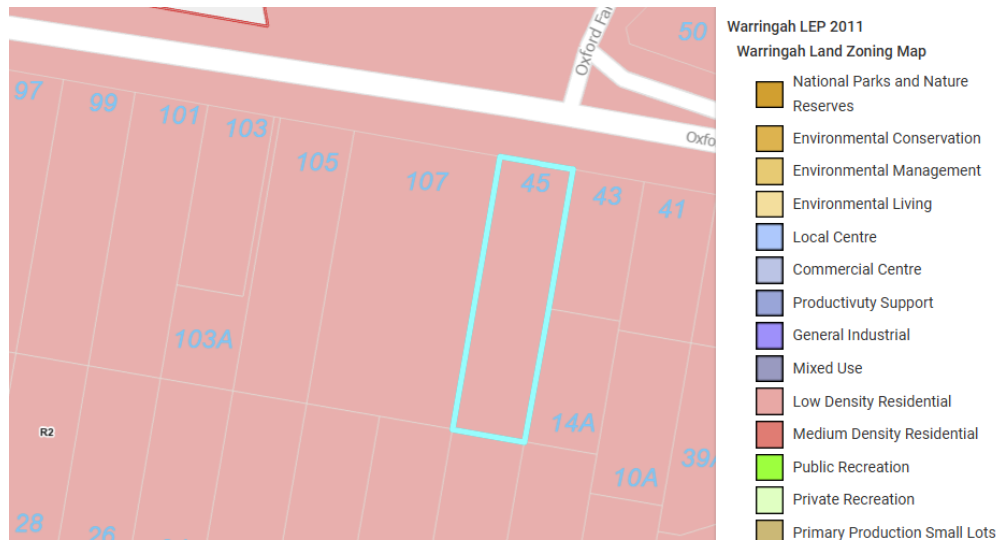 Oxford Fa
50
Oxfo
97
99
101
103
105
107
45
43
41
103A
R2
14A
10A
39A
28
26
Warringah LEP 2011
Warringah Land Zoning Map
National Parks and Nature
Reserves
Environmental Conservation
Environmental Management
Environmental Living
Local Centre
Commercial Centre
Productivuty Support
General Industrial
Mixed Use
Low Density Residential
Medium Density Residential
Public Recreation
Private Recreation
Primary Production Small Lots